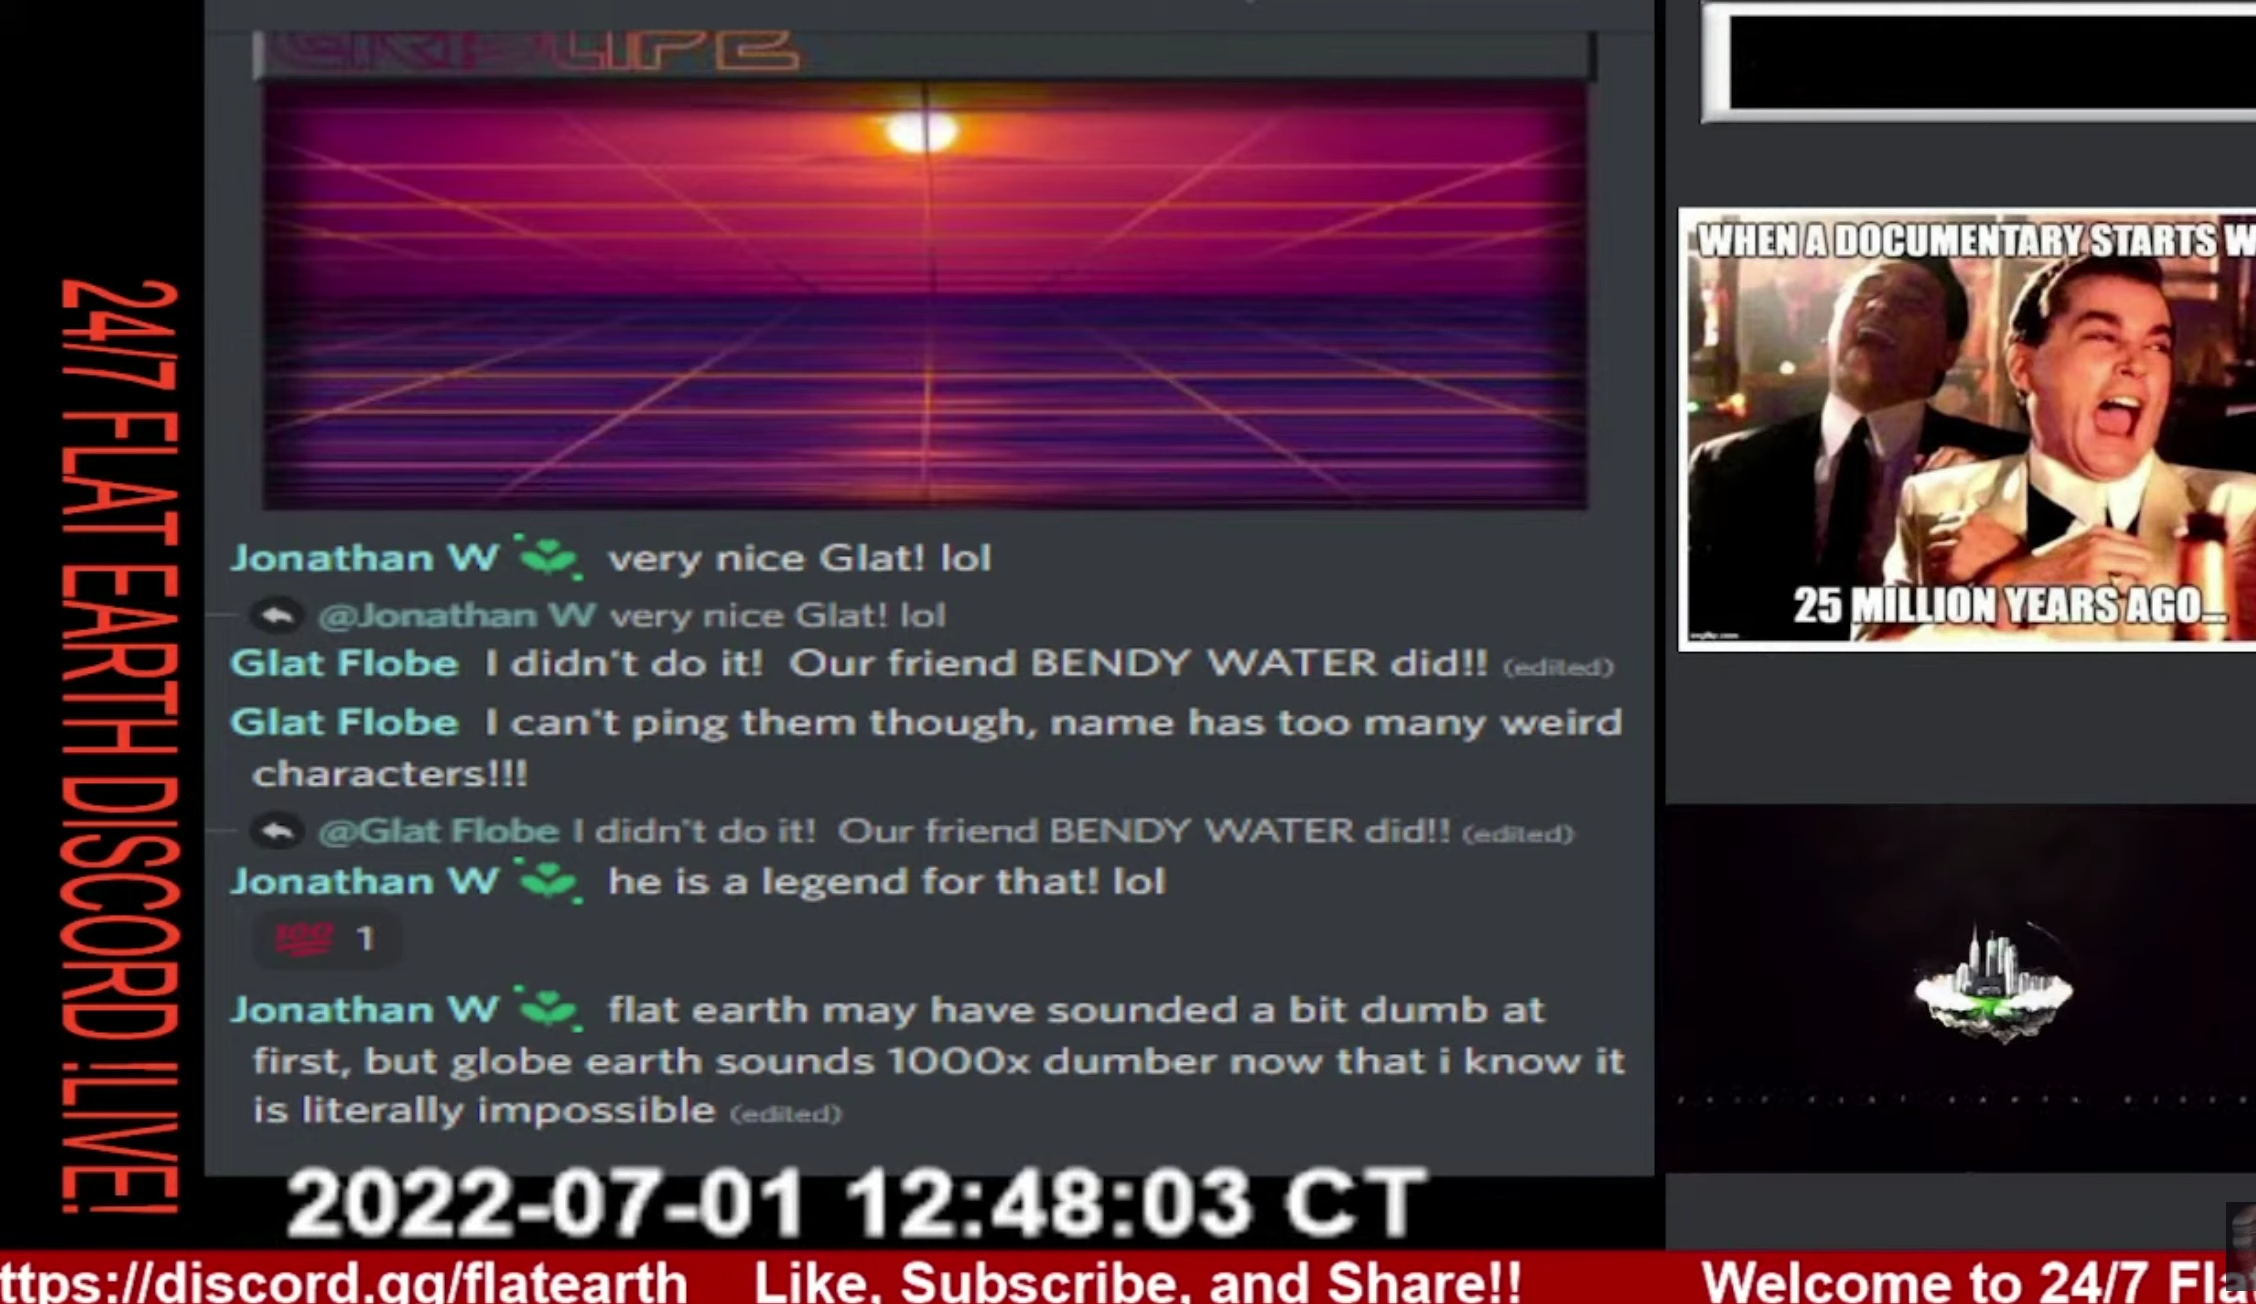 24/7 FLAT EARTH DISCORD !LIVE!
LIFE
Jonathan W very nice Glat! lol
@Jonathan W very nice Glat! lol
Glat Flobe I didn't do it! Our friend BENDY WATER did!! (edited)
Glat Flobe I can't ping them though, name has too many weird
characters!!!
@Glat Flobe I didn't do it! Our friend BENDY WATER did!! (edited)
Jonathan W he is a legend for that! lol
100 1
Jonathan W flat earth may have sounded a bit dumb at
first, but globe earth sounds 1000x dumber now that i know it
is literally impossible (edited)
2022-07-01 12:48:03 CT
WHEN A DOCUMENTARY STARTS W
25 MILLION YEARS AGO...
imgflip.com
ttps://discord.gg/flatearth Like, Subscribe, and Share!! Welcome to 24/7 Fla